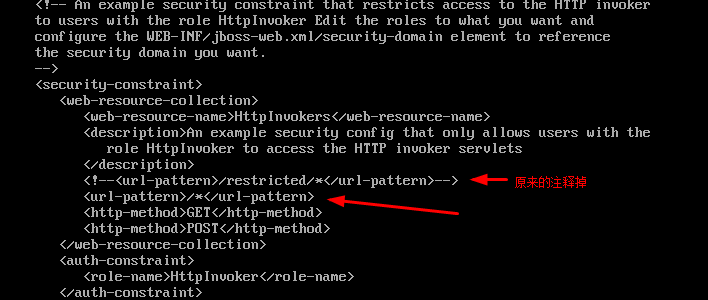 <!-- An example security constraint that restricts access to the HTTP invoker
to users with the role HttpInvoker Edit the roles to what you want and
configure the WEB-INF/jboss-web.xml/security-domain element to reference
the security domain you want.
-->
<security-constraint>
<web-resource-collection>
<web-resource-name>HttpInvokers</web-resource-name>
<description>An example security config that only allows users with the
role HttpInvoker to access the HTTP invoker servlets
</description>
<!--<url-pattern>/restricted/*</url-pattern>--> 原来的注释掉
<url-pattern>/*</url-pattern>
<http-method>GET</http-method>
<http-method>POST</http-method>
</web-resource-collection>
<auth-constraint>
<role-name>HttpInvoker</role-name>
</auth-constraint>